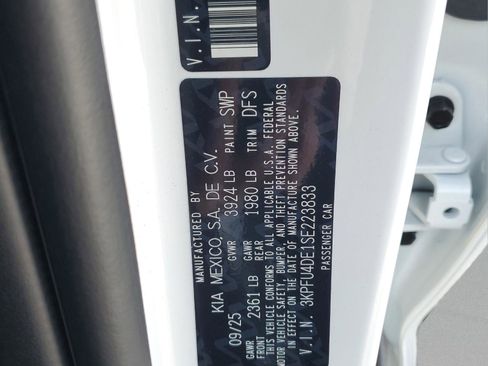 V.I.N.
MANUFACTURED BY
KIA MEXICO, S.A. DE C.V.
09/25 GVWR 3924 LB PAINT SWP
GAWR FRONT 2361 LB GAWR REAR 1980 LB TRIM DFS
THIS VEHICLE CONFORMS TO ALL APPLICABLE U.S.A. FEDERAL
MOTOR VEHICLE SAFETY, BUMPER, AND THEFT PREVENTION STANDARDS
IN EFFECT ON THE DATE OF MANUFACTURE SHOWN ABOVE.
V.I.N. 3KPFU4DE1SE223833
PASSENGER CAR